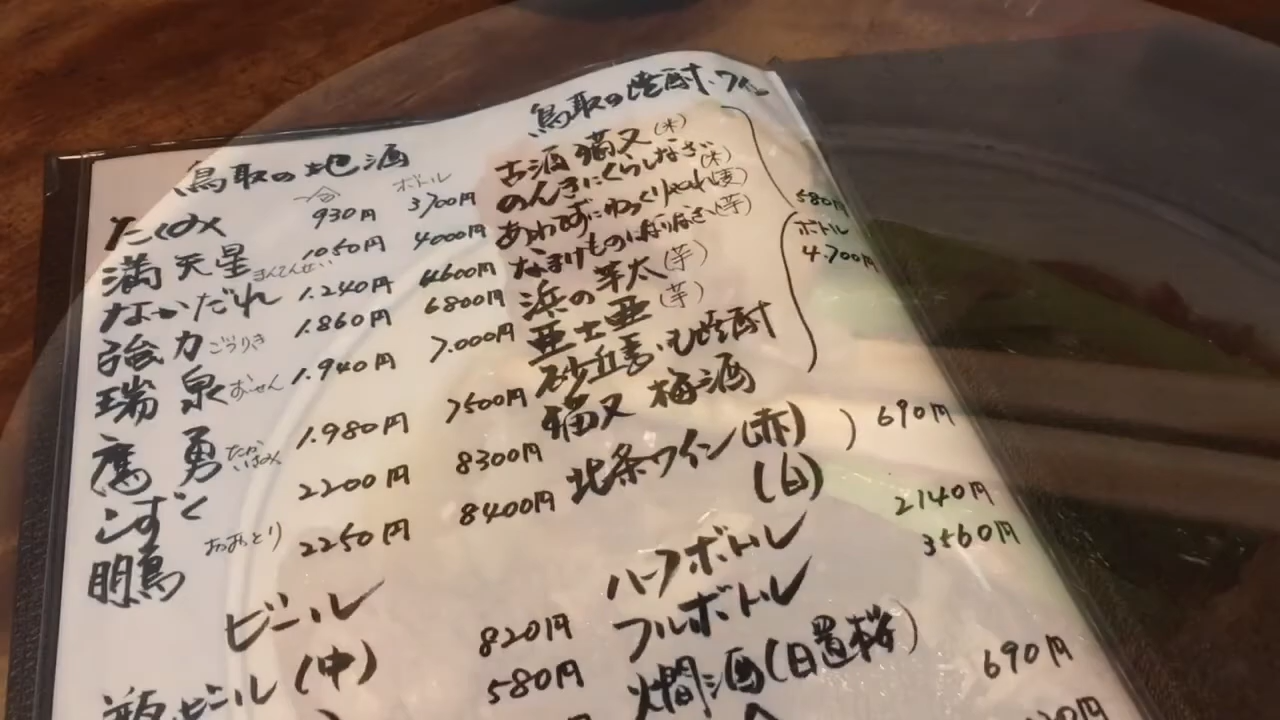 鳥取の地酒
合 ボトル
たくみ 930円 3700円
満天星 まんてんせい 1050円 4000円
なかだれ 1.240円 4600円
強力 ごうりき 1.860円 6800円
瑞泉 ずいせん 1.940円 7.000円
鷹勇 たかいさみ 1.980円 7500円
こずち 2200円 8300円
鵬 おおとり 2250円 8400円
ビール
(中) 820円
瓶ビール 580円
鳥取の焼酎・ワイン
古酒 猫又(米)
のんきにくらしなさい(米)
あわてずにゆっくりやれ(麦)
なまけものになりなさい(芋)
浜の芋太(芋)
亜士亜(芋)
砂丘長いも焼酎
580円
ボトル
4.700円
猫又 梅酒
北条ワイン(赤) 690円
(白)
ハーフボトル 2140円
フルボトル 3560円
燗酒(日置桜) 690円